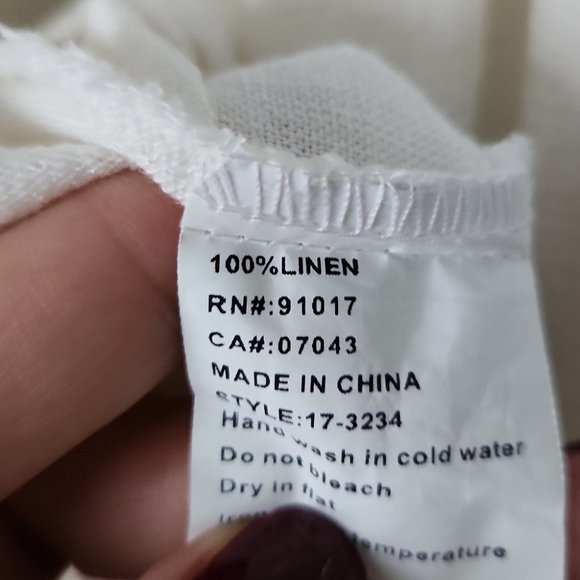 100%LINEN
RN#:91017
CA#:07043
MADE IN CHINA
STYLE:17-3234
Hand wash in cold water
Do not bleach
Dry in flat
temperature